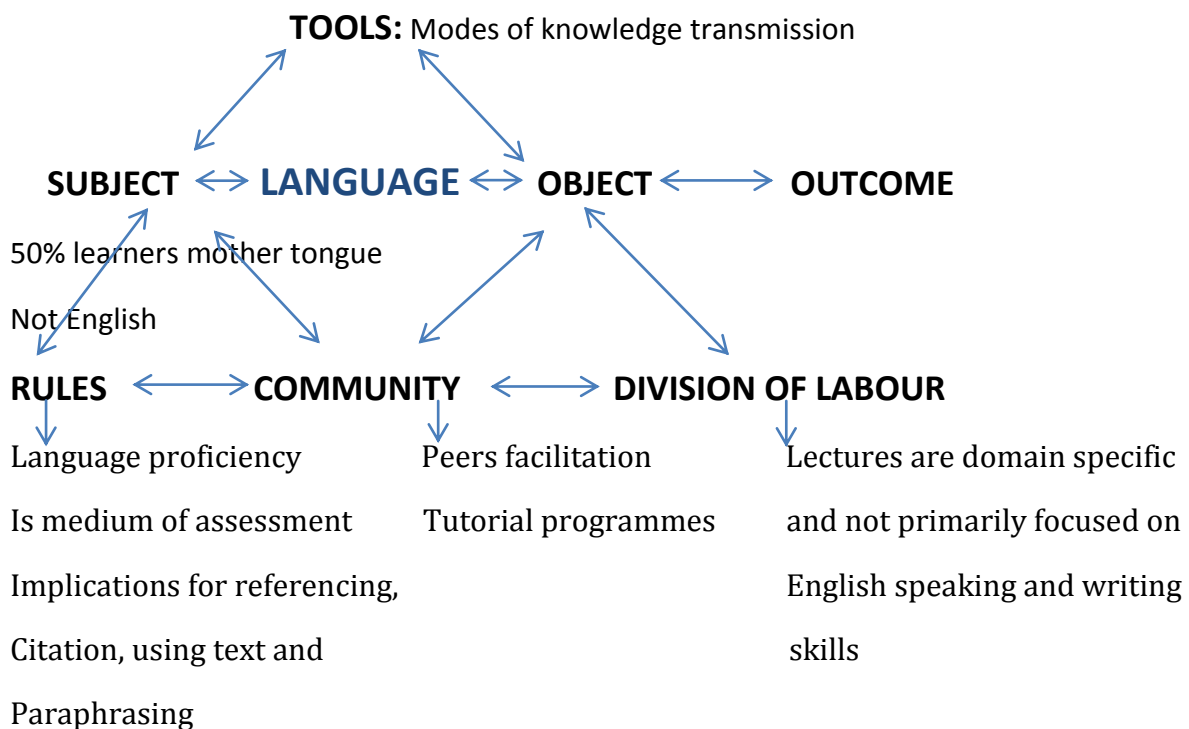 TOOLS: Modes of knowledge transmission
SUBJECT LANGUAGE OBJECT OUTCOME
50% learners mother tongue
Not English
RULES COMMUNITY DIVISION OF LABOUR
Language proficiency Peers facilitation Lectures are domain specific
Is medium of assessment Tutorial programmes and not primarily focused on
Implications for referencing, English speaking and writing
Citation, using text and skills
Paraphrasing